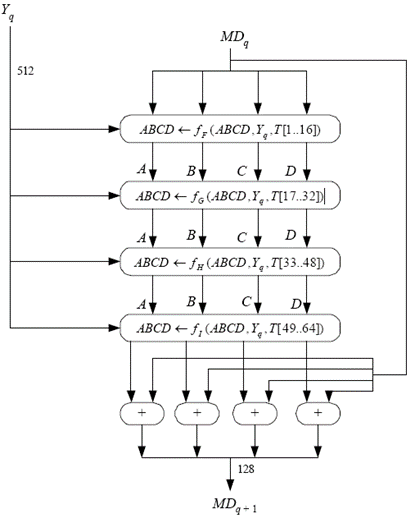 Y_q
512
MD_q
ABCD ← f_F (ABCD, Y_q, T[1..16])
A B C D
ABCD ← f_G (ABCD, Y_q, T[17..32])
A B C D
ABCD ← f_H (ABCD, Y_q, T[33..48])
A B C D
ABCD ← f_I (ABCD, Y_q, T[49..64])
+ + + +
128
MD_{q+1}